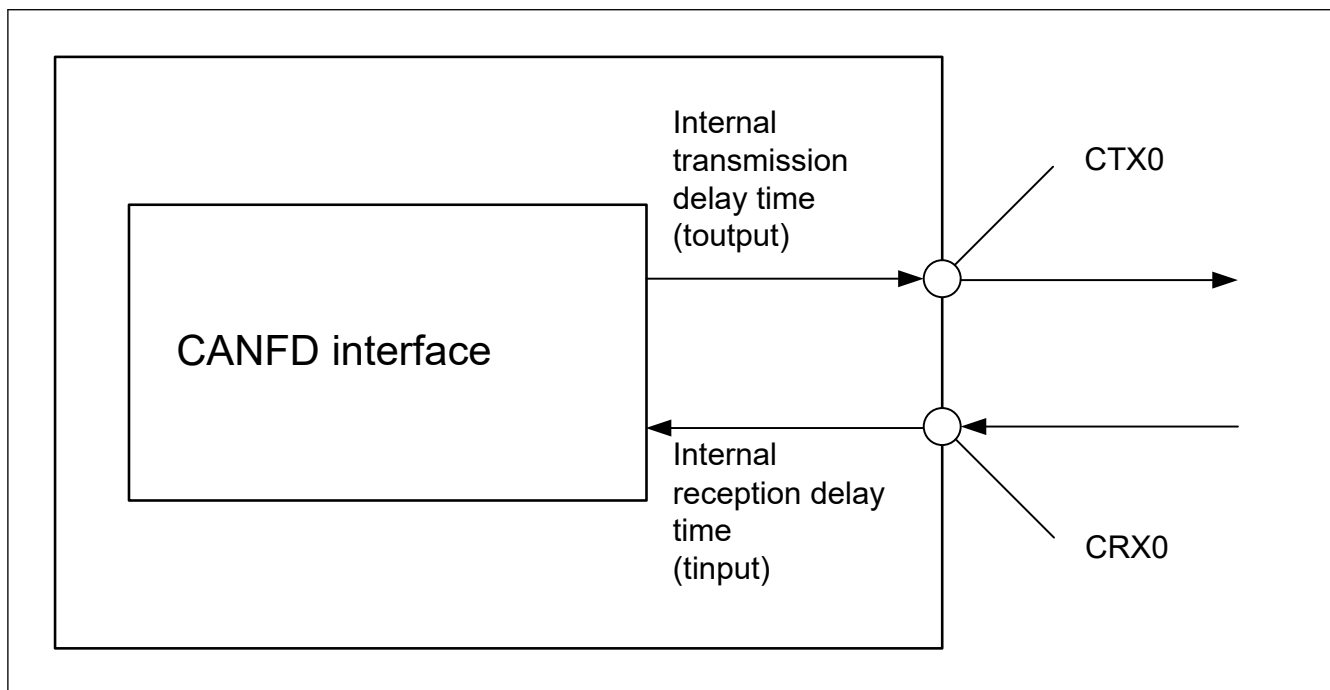 Internal
transmission
delay time
(toutput)
CTX0
CANFD interface
Internal
reception delay
time
(tinput)
CRX0